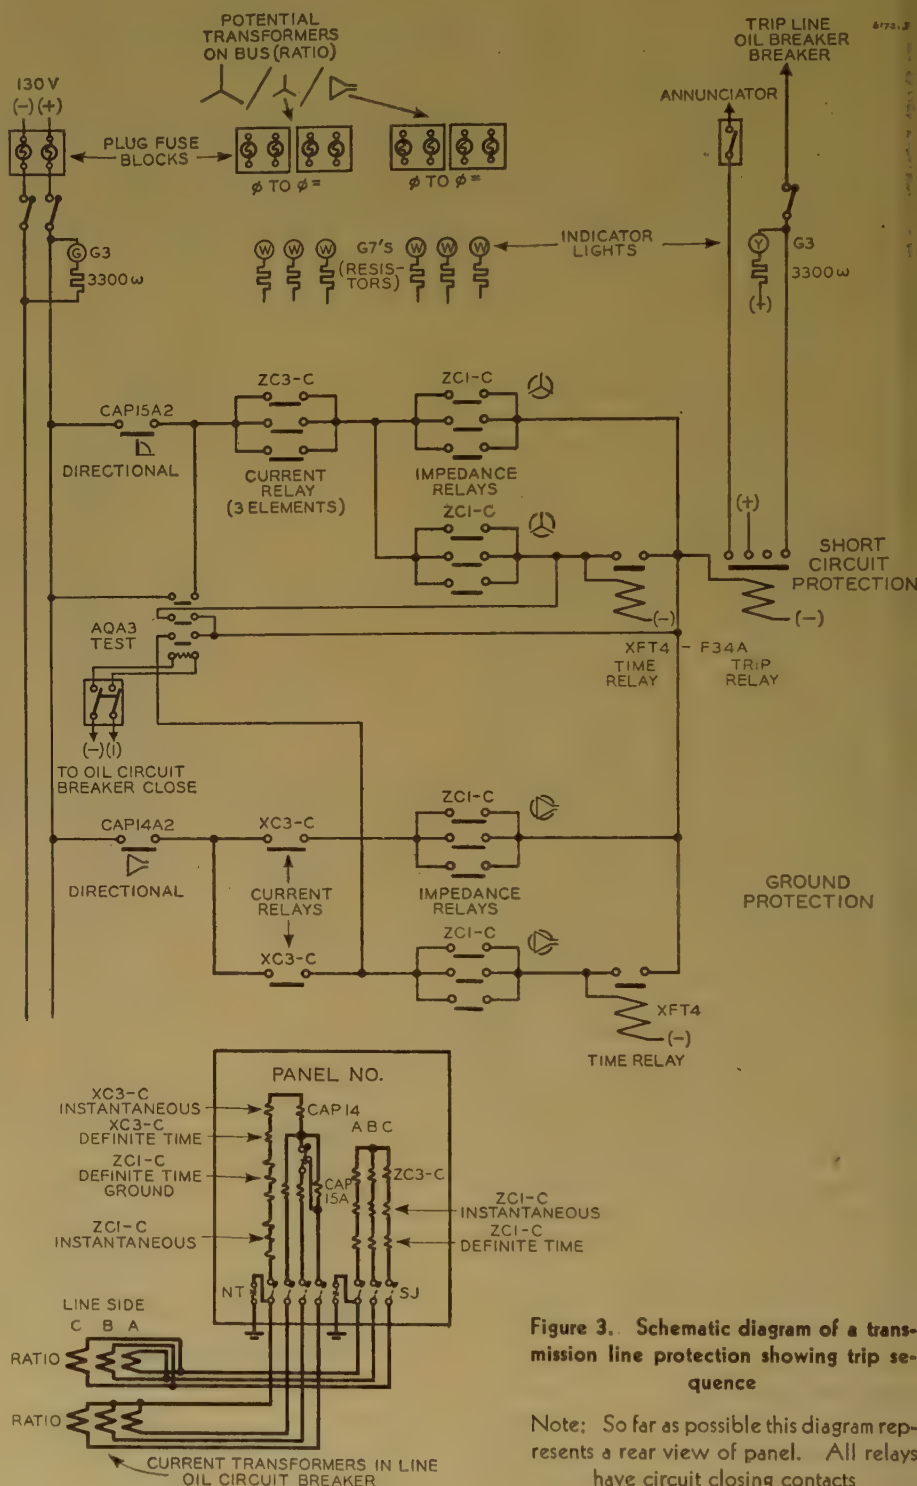 POTENTIAL
TRANSFORMERS
ON BUS (RATIO)
TRIP LINE
OIL BREAKER
BREAKER
130V
(-) (+)
ANNUNCIATOR
PLUG FUSE
BLOCKS
Ø TO Ø =
Ø TO Ø =
G G3
3300 ω
W W W
G7'S
(RESIS-
TORS)
W W W
INDICATOR
LIGHTS
Y G3
3300 ω
(+)
ZC3-C
ZC1-C
CAP15A2
DIRECTIONAL
CURRENT
RELAY
(3 ELEMENTS)
IMPEDANCE
RELAYS
ZC1-C
(+)
SHORT
CIRCUIT
PROTECTION
(-)
(-)
AQA3
TEST
XFT4 - F34A
TIME
RELAY
TRIP
RELAY
(-)(I)
TO OIL CIRCUIT
BREAKER CLOSE
CAP14A2
XC3-C
ZC1-C
DIRECTIONAL
CURRENT
RELAYS
IMPEDANCE
RELAYS
GROUND
PROTECTION
XC3-C
ZC1-C
XFT4
(-)
TIME RELAY
PANEL NO.
XC3-C
INSTANTANEOUS
CAP14
XC3-C
DEFINITE TIME
A B C
ZC1-C
DEFINITE TIME
GROUND
CAP
15A
ZC3-C
ZC1-C
INSTANTANEOUS
ZC1-C
INSTANTANEOUS
ZC1-C
DEFINITE TIME
NT
SJ
LINE SIDE
C B A
RATIO
RATIO
CURRENT TRANSFORMERS IN LINE
OIL CIRCUIT BREAKER
Figure 3. Schematic diagram of a trans-
mission line protection showing trip se-
quence
Note: So far as possible this diagram rep-
resents a rear view of panel. All relays
have circuit closing contacts